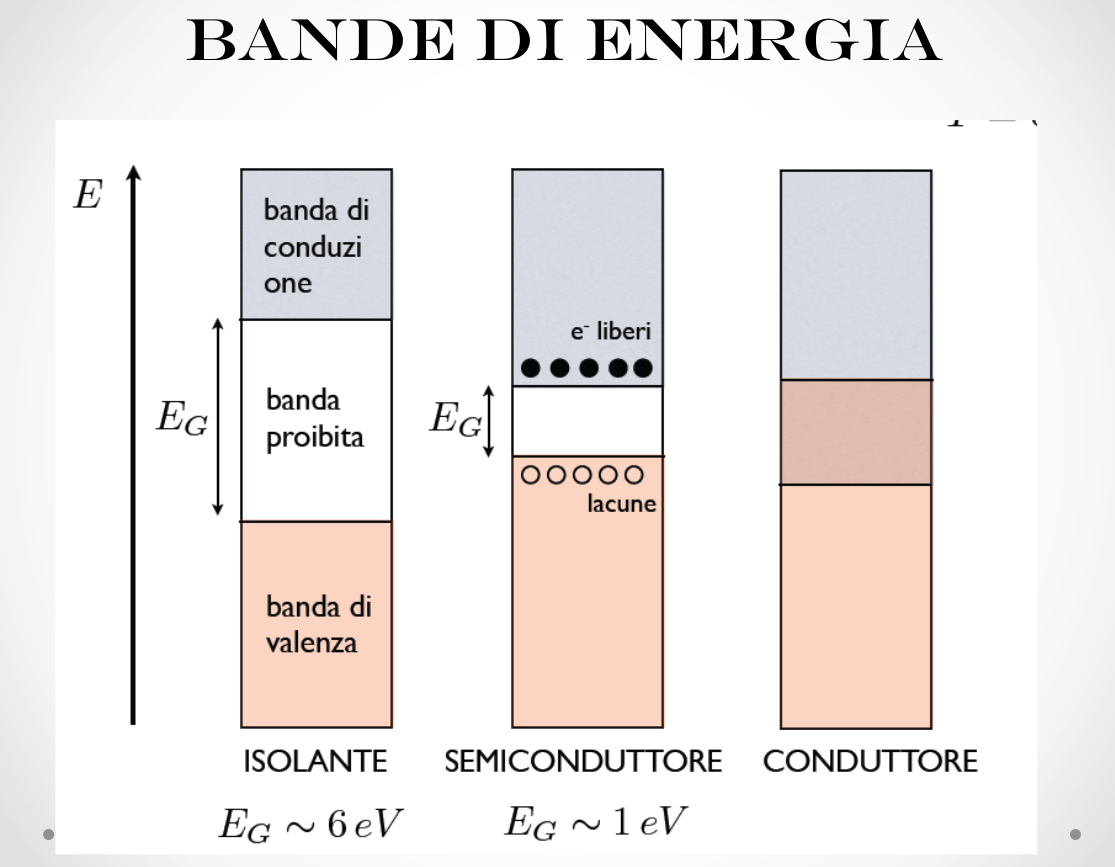 BANDE DI ENERGIA
E
banda di
conduzi
one
e⁻ liberi
E_G
banda
proibita
E_G
lacune
banda di
valenza
ISOLANTE SEMICONDUTTORE CONDUTTORE
E_G ∼ 6 eV E_G ∼ 1 eV